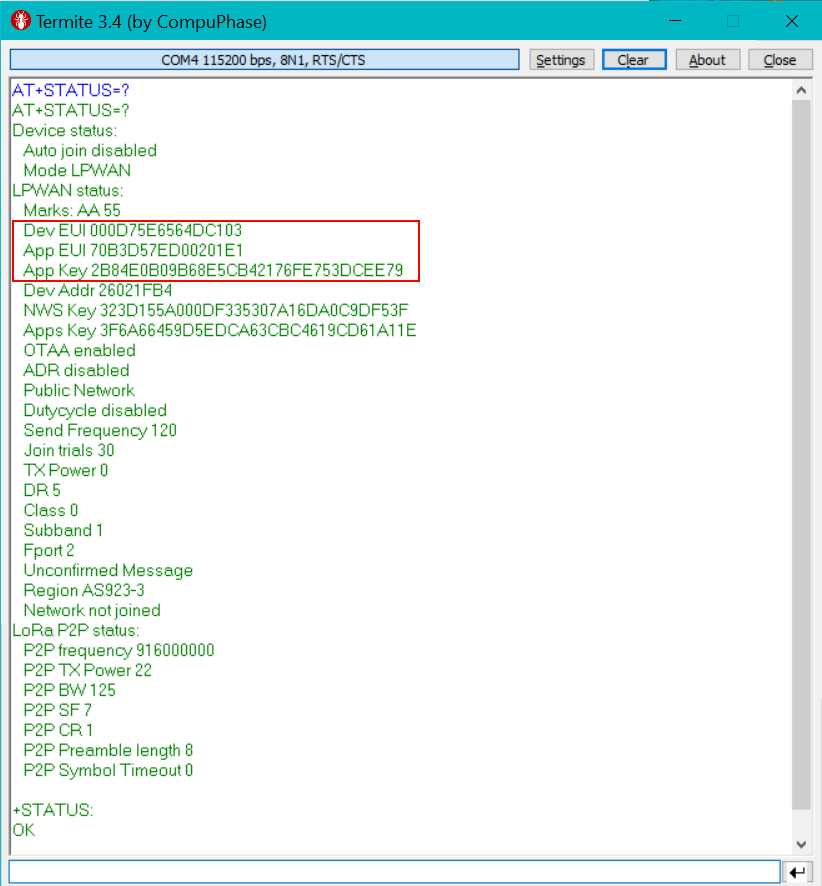 Termite 3.4 (by CompuPhase)
COM4 115200 bps, 8N1, RTS/CTS
Settings
Clear
About
Close
AT+STATUS=?
AT+STATUS=?
Device status:
Auto join disabled
Mode LPWAN
LPWAN status:
Marks: AA 55
Dev EUI 000D75E6564DC103
App EUI 70B3D57ED00201E1
App Key 2B84E0B09B68E5CB42176FE753DCEE79
Dev Addr 26021FB4
NWS Key 323D155A000DF335307A16DA0C9DF53F
Apps Key 3F6A66459D5EDCA63CBC4619CD61A11E
OTAA enabled
ADR disabled
Public Network
Dutycycle disabled
Send Frequency 120
Join trials 30
TX Power 0
DR 5
Class 0
Subband 1
Fport 2
Unconfirmed Message
Region AS923-3
Network not joined
LoRa P2P status:
P2P frequency 916000000
P2P TX Power 22
P2P BW 125
P2P SF 7
P2P CR 1
P2P Preamble length 8
P2P Symbol Timeout 0
+STATUS:
OK